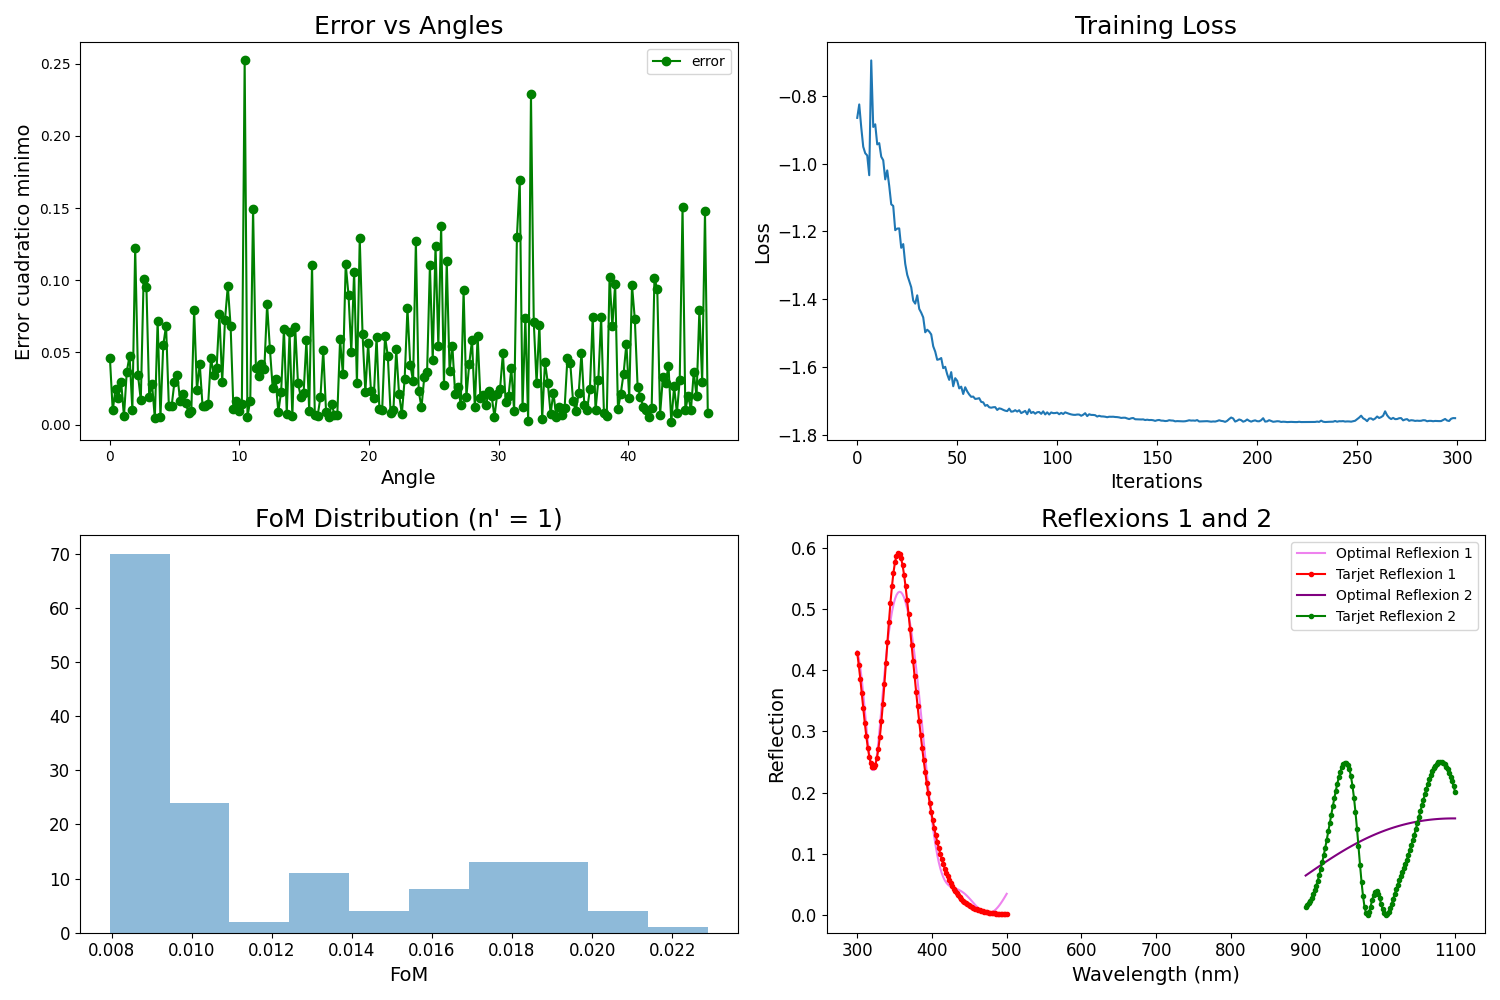 Error vs Angles
error
0.25
0.20
0.15
0.10
0.05
0.00
Error cuadratico minimo
0 10 20 30 40
Angle
Training Loss
−0.8
−1.0
−1.2
−1.4
−1.6
−1.8
Loss
0 50 100 150 200 250 300
Iterations
FoM Distribution (n' = 1)
70
60
50
40
30
20
10
0
0.008 0.010 0.012 0.014 0.016 0.018 0.020 0.022
FoM
Reflexions 1 and 2
Optimal Reflexion 1
Tarjet Reflexion 1
Optimal Reflexion 2
Tarjet Reflexion 2
0.6
0.5
0.4
0.3
0.2
0.1
0.0
Reflection
300 400 500 600 700 800 900 1000 1100
Wavelength (nm)